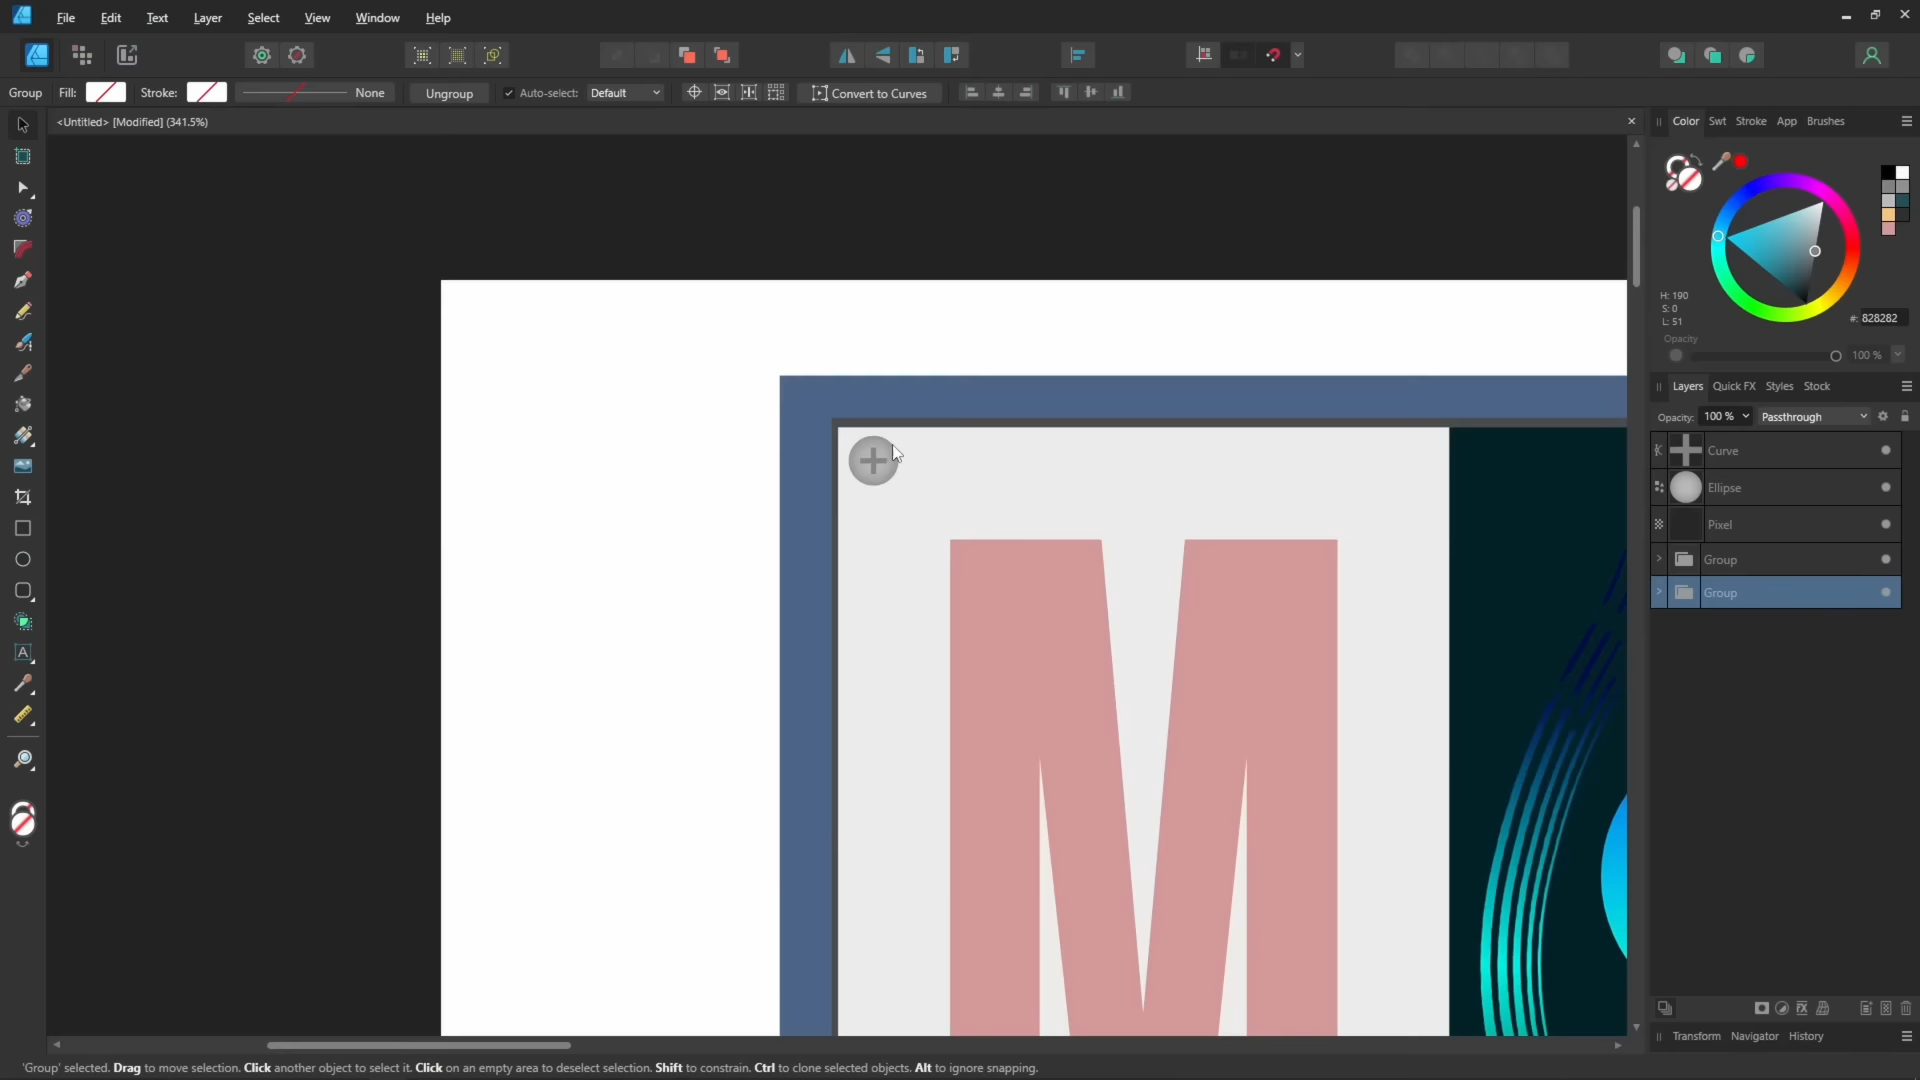 File Edit Text Layer Select View Window Help
Group Fill: Stroke: None Ungroup Auto-select: Default Convert to Curves
<Untitled> [Modified] (341.5%)
Color Swt Stroke App Brushes
H: 190
S: 0
L: 51
#: 828282
Opacity
100 %
Layers Quick FX Styles Stock
Opacity: 100 % Passthrough
Curve
Ellipse
Pixel
Group
Group
M
Transform Navigator History
'Group' selected. Drag to move selection. Click another object to select it. Click on an empty area to deselect selection. Shift to constrain. Ctrl to clone selected objects. Alt to ignore snapping.